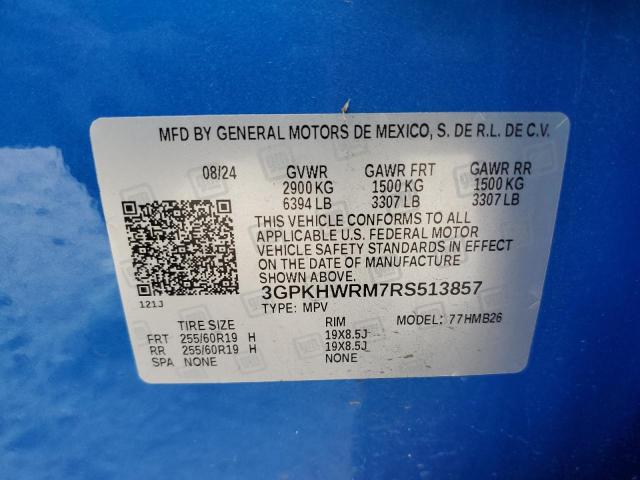 MFD BY GENERAL MOTORS DE MEXICO, S. DE R.L. DE C.V.
08/24 GVWR GAWR FRT GAWR RR
2900 KG 1500 KG 1500 KG
6394 LB 3307 LB 3307 LB
THIS VEHICLE CONFORMS TO ALL
APPLICABLE U.S. FEDERAL MOTOR
VEHICLE SAFETY STANDARDS IN EFFECT
ON THE DATE OF MANUFACTURE
SHOWN ABOVE.
121J
3GPKHWRM7RS513857
TYPE: MPV
TIRE SIZE RIM MODEL: 77HMB26
FRT 255/60R19 H 19X8.5J
RR 255/60R19 H 19X8.5J
SPA NONE NONE